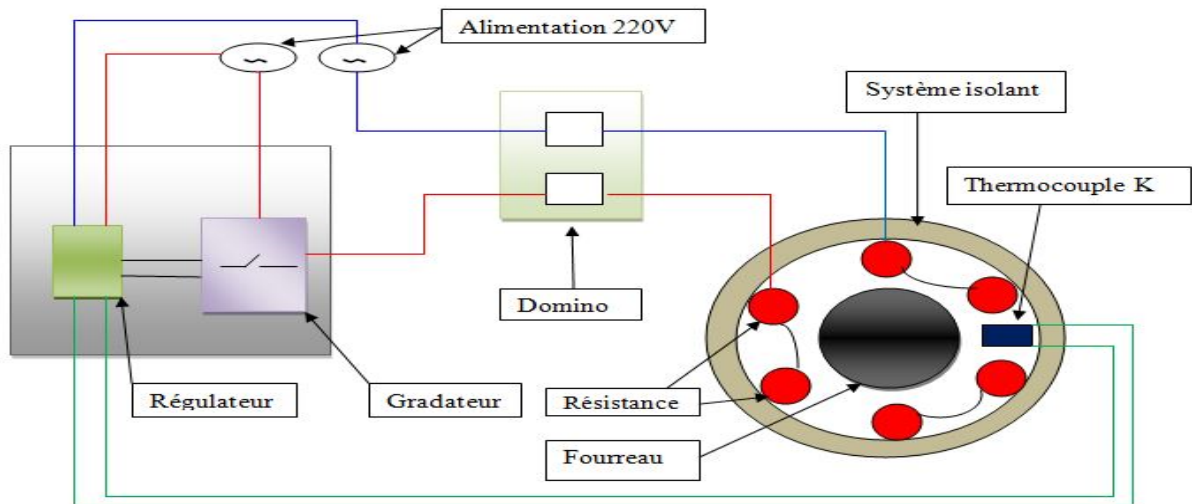 Alimentation 220V
Système isolant
Thermocouple K
Domino
Régulateur
Gradateur
Résistance
Fourreau